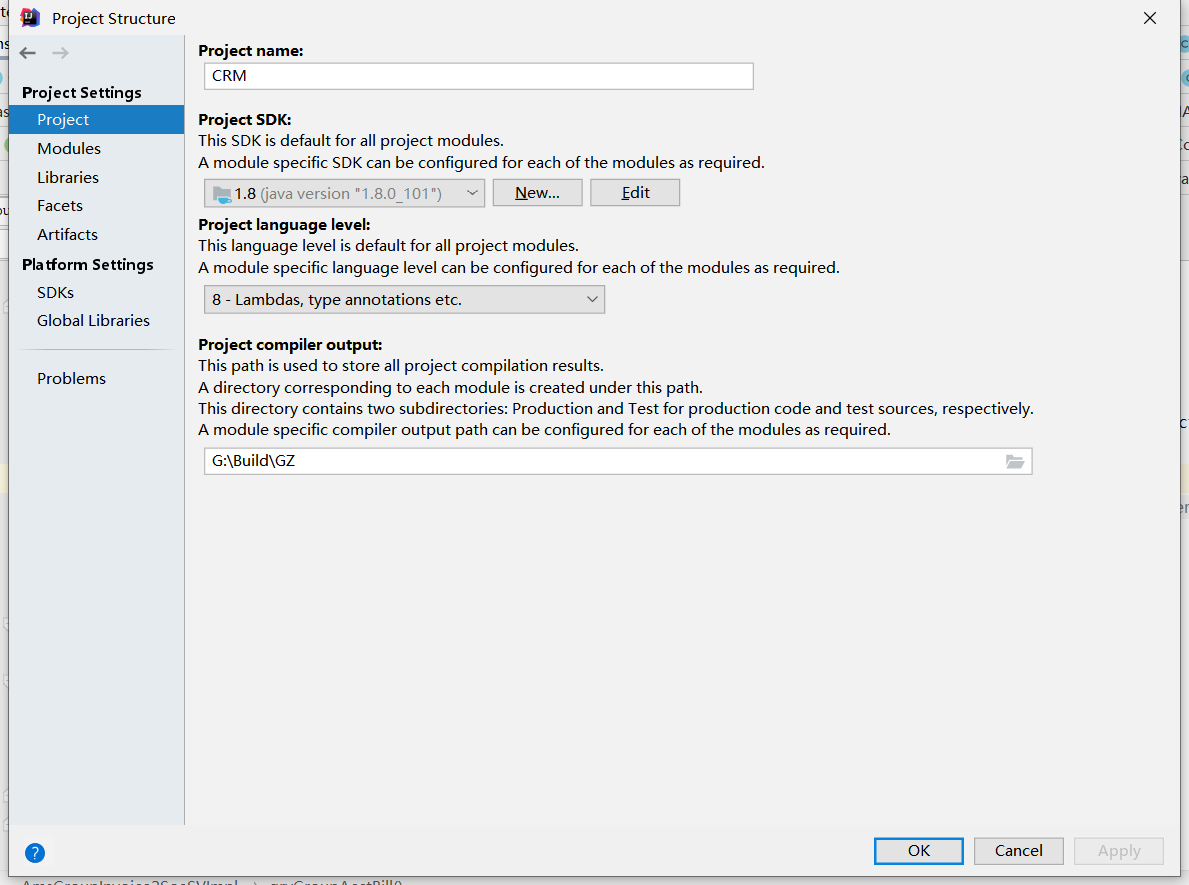 Project Structure
Project name:
CRM
Project Settings
Project
Modules
Libraries
Facets
Artifacts
Platform Settings
SDKs
Global Libraries
Problems
Project SDK:
This SDK is default for all project modules.
A module specific SDK can be configured for each of the modules as required.
1.8 (java version "1.8.0_101")
New...
Edit
Project language level:
This language level is default for all project modules.
A module specific language level can be configured for each of the modules as required.
8 - Lambdas, type annotations etc.
Project compiler output:
This path is used to store all project compilation results.
A directory corresponding to each module is created under this path.
This directory contains two subdirectories: Production and Test for production code and test sources, respectively.
A module specific compiler output path can be configured for each of the modules as required.
G:\Build\GZ
?
OK
Cancel
Apply